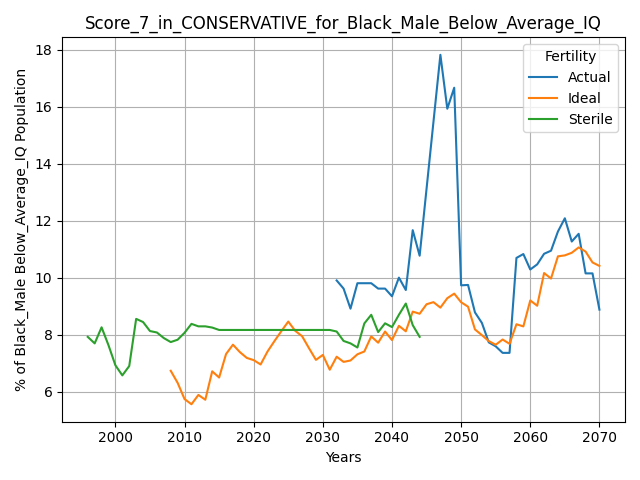 Score_7_in_CONSERVATIVE_for_Black_Male_Below_Average_IQ
% of Black_Male Below_Average_IQ Population
18
16
14
12
10
8
6
Fertility
Actual
Ideal
Sterile
2000 2010 2020 2030 2040 2050 2060 2070
Years